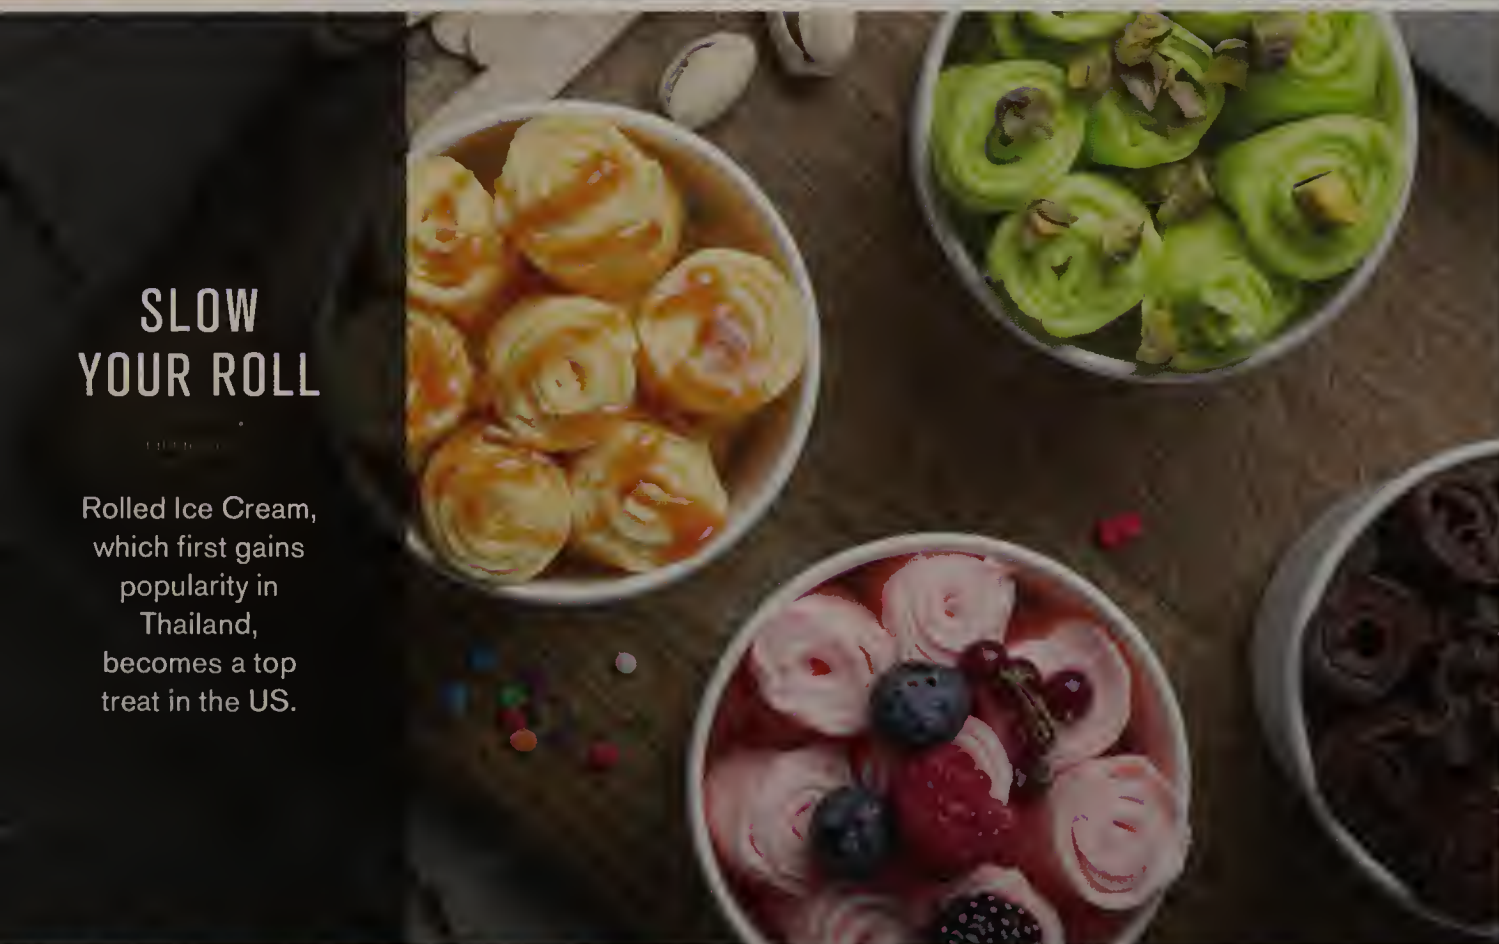 SLOW
YOUR ROLL
Rolled Ice Cream,
which first gains
popularity in
Thailand,
becomes a top
treat in the US.